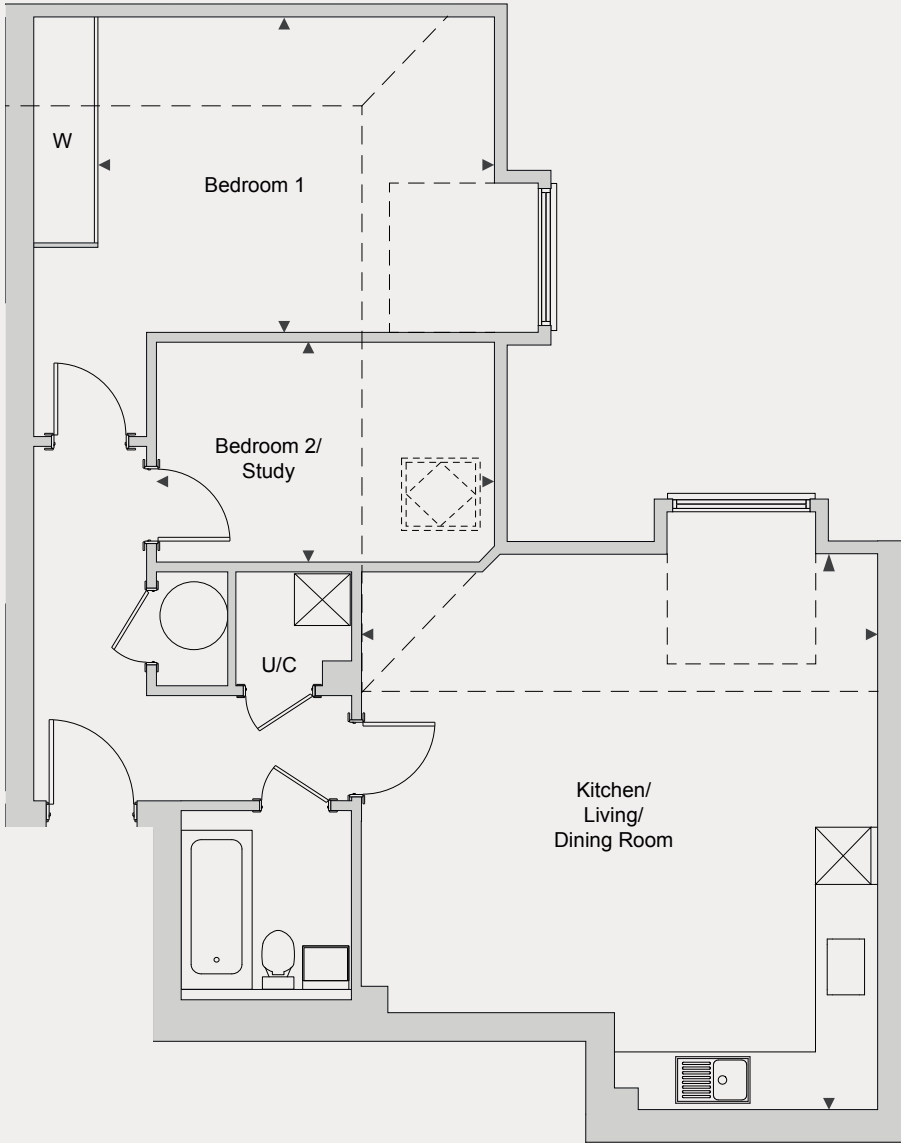 W
Bedroom 1
Bedroom 2/
Study
U/C
Kitchen/
Living/
Dining Room